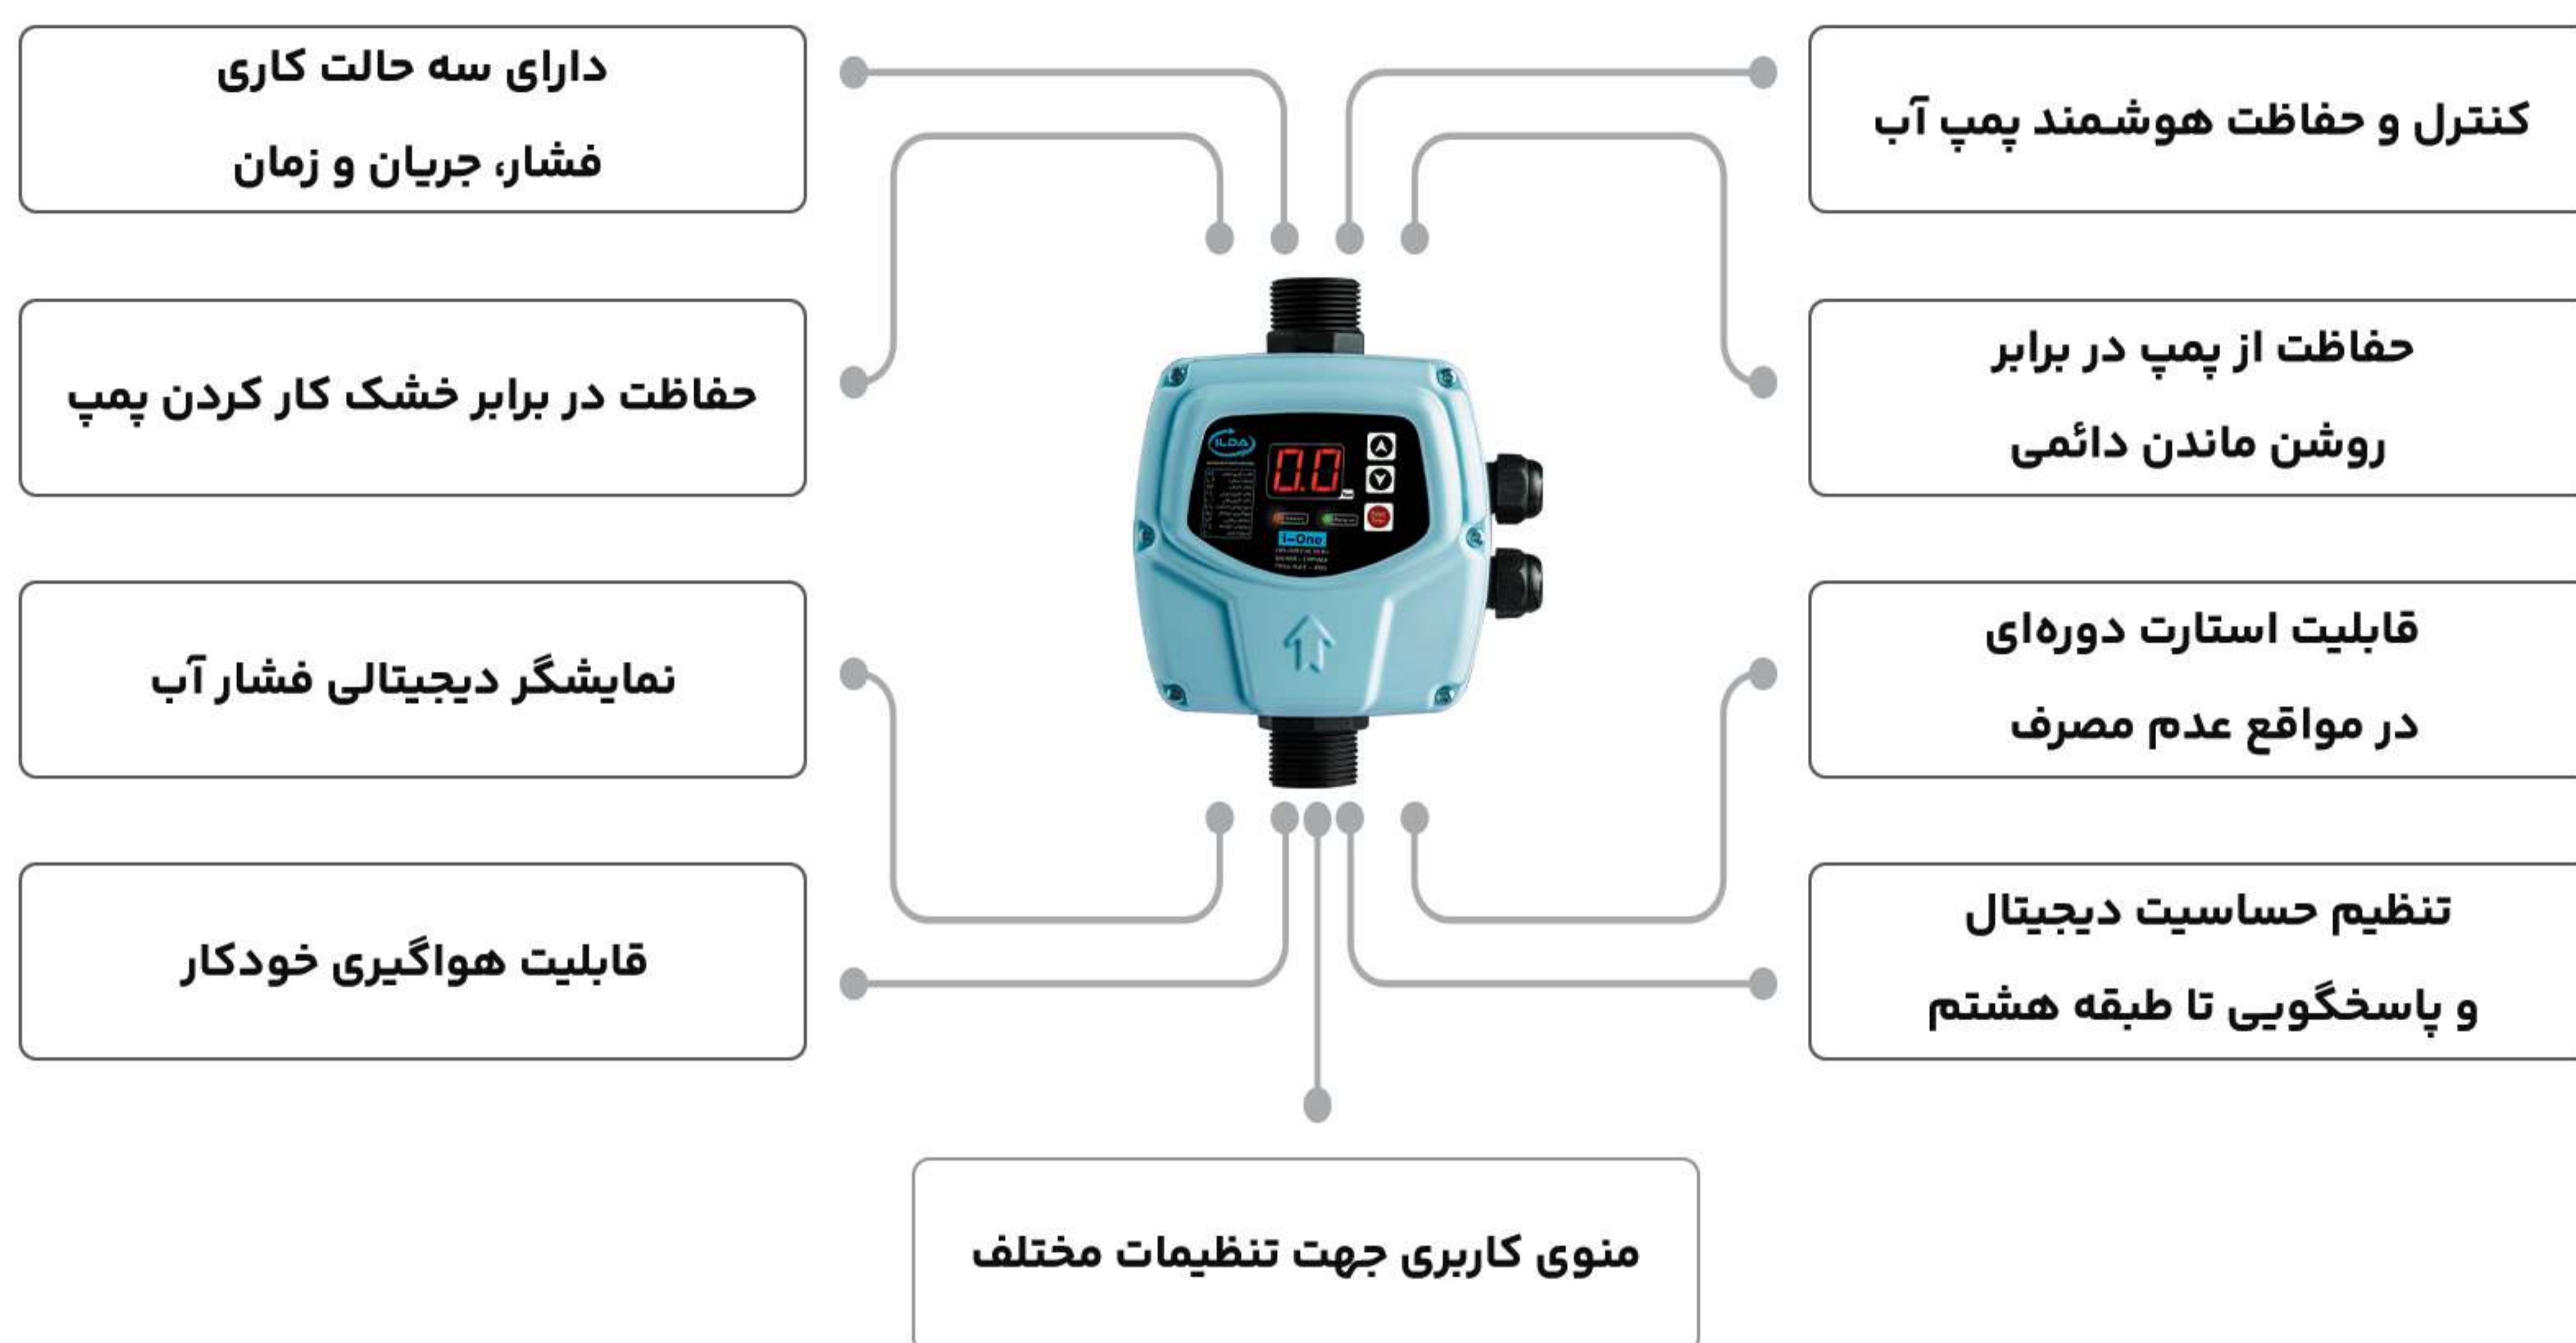 کنترل و حفاظت هوشمند پمپ آب
دارای سه حالت کاری
فشار، جریان و زمان
حفاظت از پمپ در برابر
روشن ماندن دائمی
حفاظت در برابر خشک کار کردن پمپ
ILDA
0.0
i-One
قابلیت استارت دوره‌ای
در مواقع عدم مصرف
نمایشگر دیجیتالی فشار آب
تنظیم حساسیت دیجیتال
و پاسخگویی تا طبقه هشتم
قابلیت هواگیری خودکار
منوی کاربری جهت تنظیمات مختلف